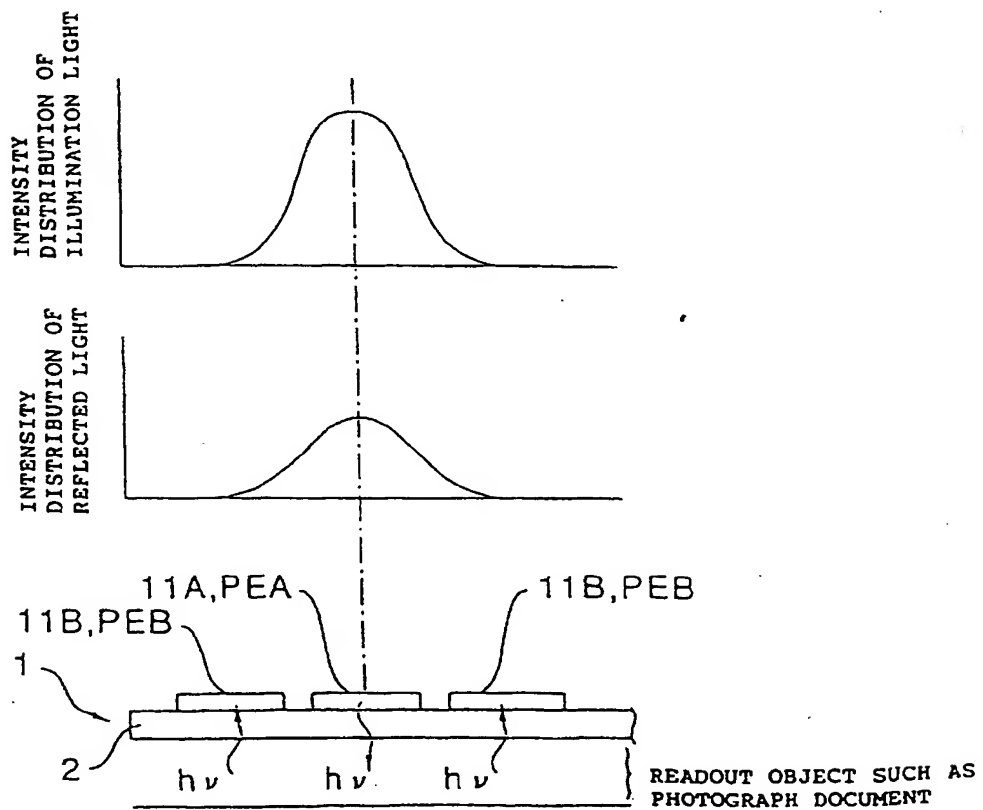 INTENSITY
DISTRIBUTION OF
ILLUMINATION LIGHT
INTENSITY
DISTRIBUTION OF
REFLECTED LIGHT
11A,PEA
11B,PEB
11B,PEB
1
2
hν
hν
hν
READOUT OBJECT SUCH AS
PHOTOGRAPH DOCUMENT